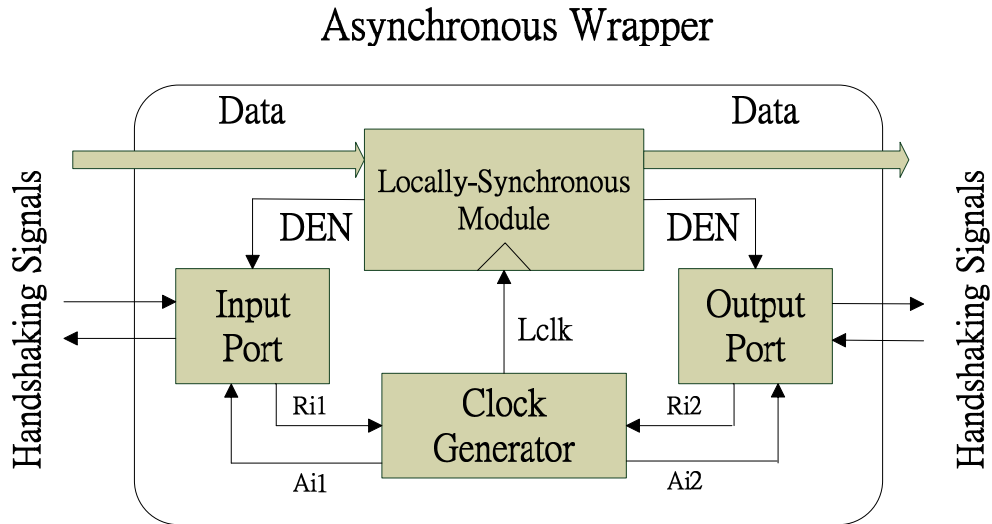 Asynchronous Wrapper
Data
Data
Locally-Synchronous
Module
DEN
DEN
Handshaking Signals
Handshaking Signals
Input
Port
Output
Port
Lclk
Clock
Generator
Ri1
Ri2
Ai1
Ai2